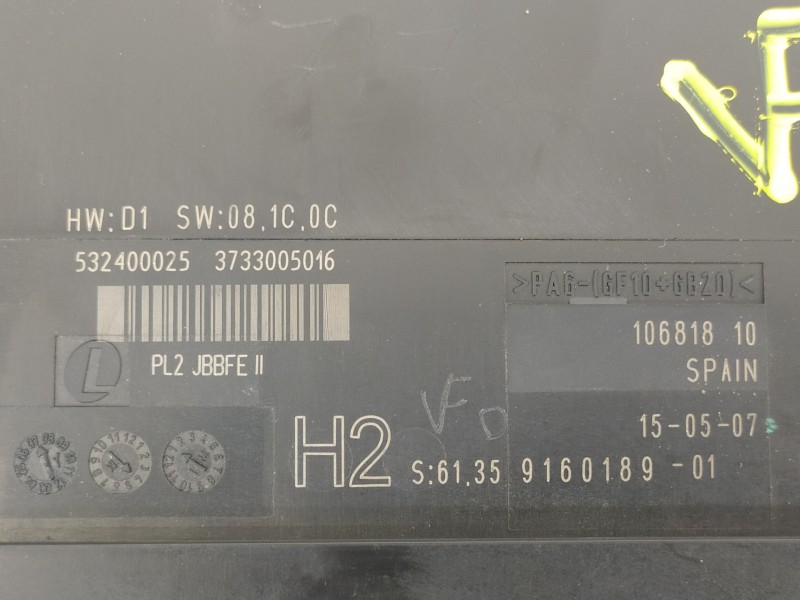 HW:D1 SW:08.1C.0C
532400025 3733005016
>PA6-(GF10+GB20)<
106818 10
PL2 JBBFE II
SPAIN
L
VFD
15-05-07
H2
S:61.35 9160189-01